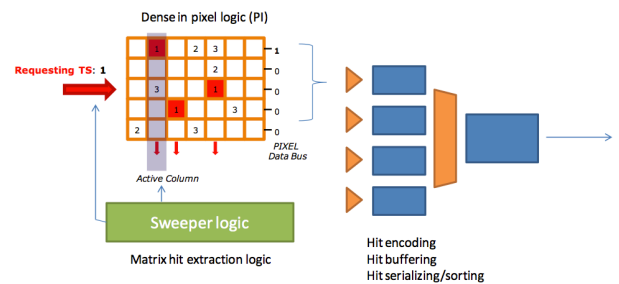 Dense in pixel logic (PI)
1 2 3 1
Requesting TS: 1
2 0
3 1 0
1 3 0
2 3 0
PIXEL
Data Bus
Active Column
Sweeper logic
Matrix hit extraction logic
Hit encoding
Hit buffering
Hit serializing/sorting